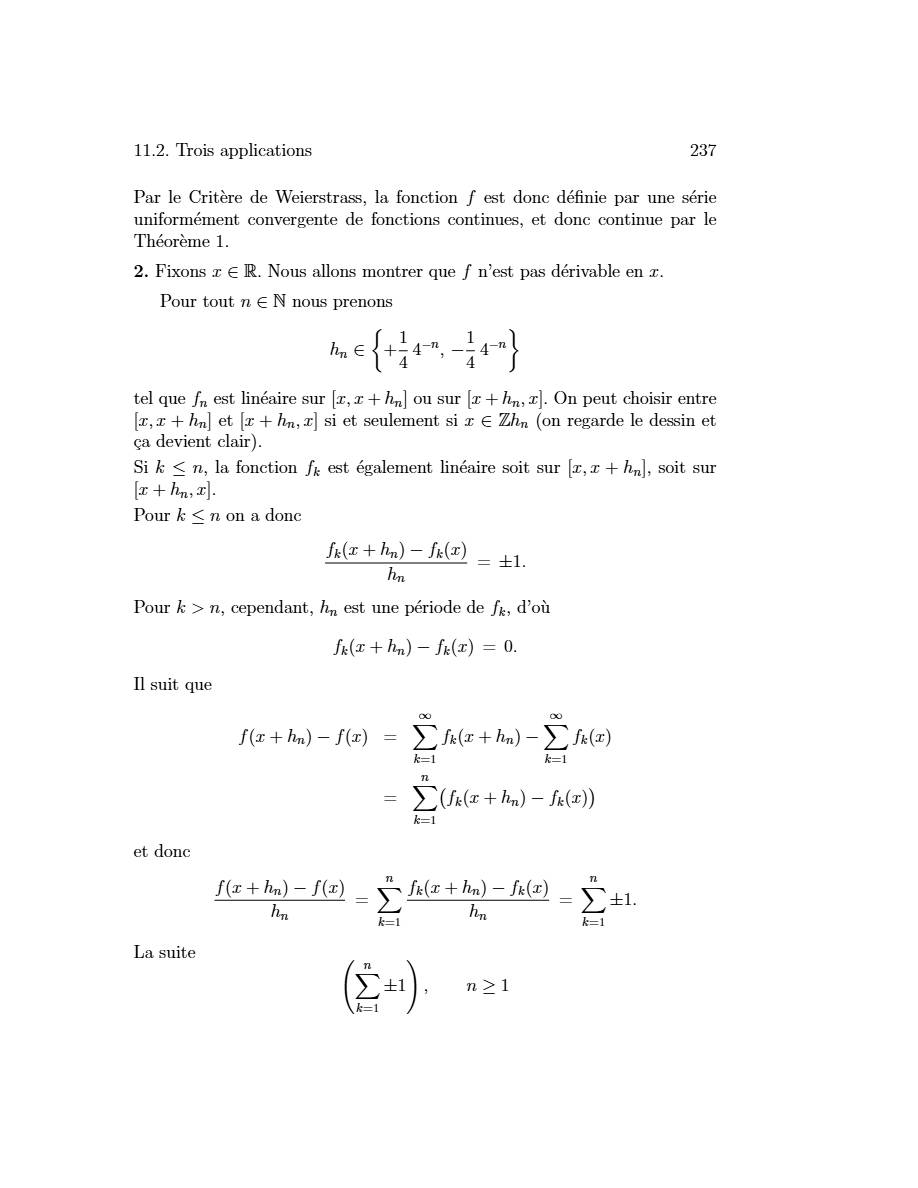 11.2. Trois applications 237
Par le Critère de Weierstrass, la fonction f est donc définie par une série
uniformément convergente de fonctions continues, et donc continue par le
Théorème 1.
2. Fixons x ∈ ℝ. Nous allons montrer que f n'est pas dérivable en x.
Pour tout n ∈ ℕ nous prenons
h_n ∈ { +1/4 4^{−n}, −1/4 4^{−n} }
tel que f_n est linéaire sur [x, x + h_n] ou sur [x + h_n, x]. On peut choisir entre
[x, x + h_n] et [x + h_n, x] si et seulement si x ∈ ℤh_n (on regarde le dessin et
ça devient clair).
Si k ≤ n, la fonction f_k est également linéaire soit sur [x, x + h_n], soit sur
[x + h_n, x].
Pour k ≤ n on a donc
(f_k(x + h_n) − f_k(x)) / h_n = ±1.
Pour k > n, cependant, h_n est une période de f_k, d'où
f_k(x + h_n) − f_k(x) = 0.
Il suit que
f(x + h_n) − f(x) = ∑_{k=1}^{∞} f_k(x + h_n) − ∑_{k=1}^{∞} f_k(x)
= ∑_{k=1}^{n} (f_k(x + h_n) − f_k(x))
et donc
(f(x + h_n) − f(x)) / h_n = ∑_{k=1}^{n} (f_k(x + h_n) − f_k(x)) / h_n = ∑_{k=1}^{n} ±1.
La suite
(∑_{k=1}^{n} ±1), n ≥ 1